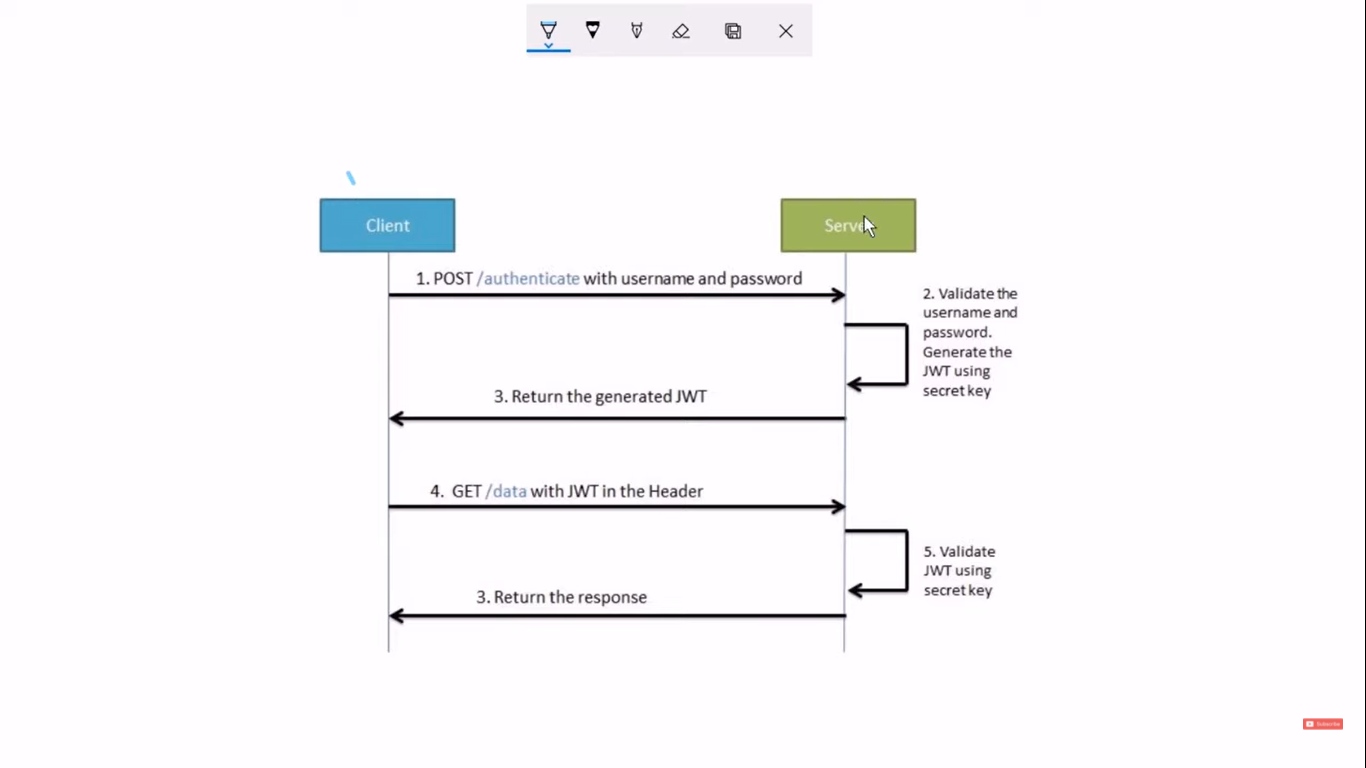 Client
Serve
1. POST /authenticate with username and password
2. Validate the
username and
password.
Generate the
JWT using
secret key
3. Return the generated JWT
4. GET /data with JWT in the Header
5. Validate
JWT using
secret key
3. Return the response
Subscribe